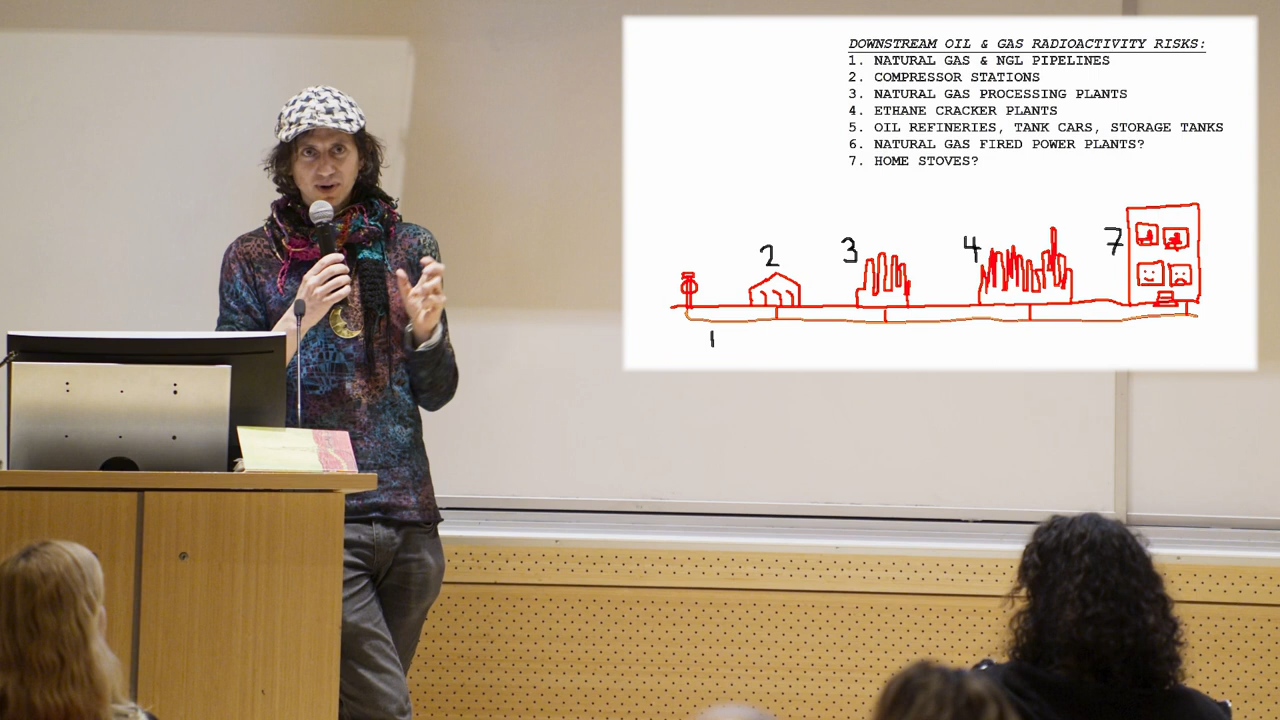 DOWNSTREAM OIL & GAS RADIOACTIVITY RISKS:
1. NATURAL GAS & NGL PIPELINES
2. COMPRESSOR STATIONS
3. NATURAL GAS PROCESSING PLANTS
4. ETHANE CRACKER PLANTS
5. OIL REFINERIES, TANK CARS, STORAGE TANKS
6. NATURAL GAS FIRED POWER PLANTS?
7. HOME STOVES?
2
3
4
7
1